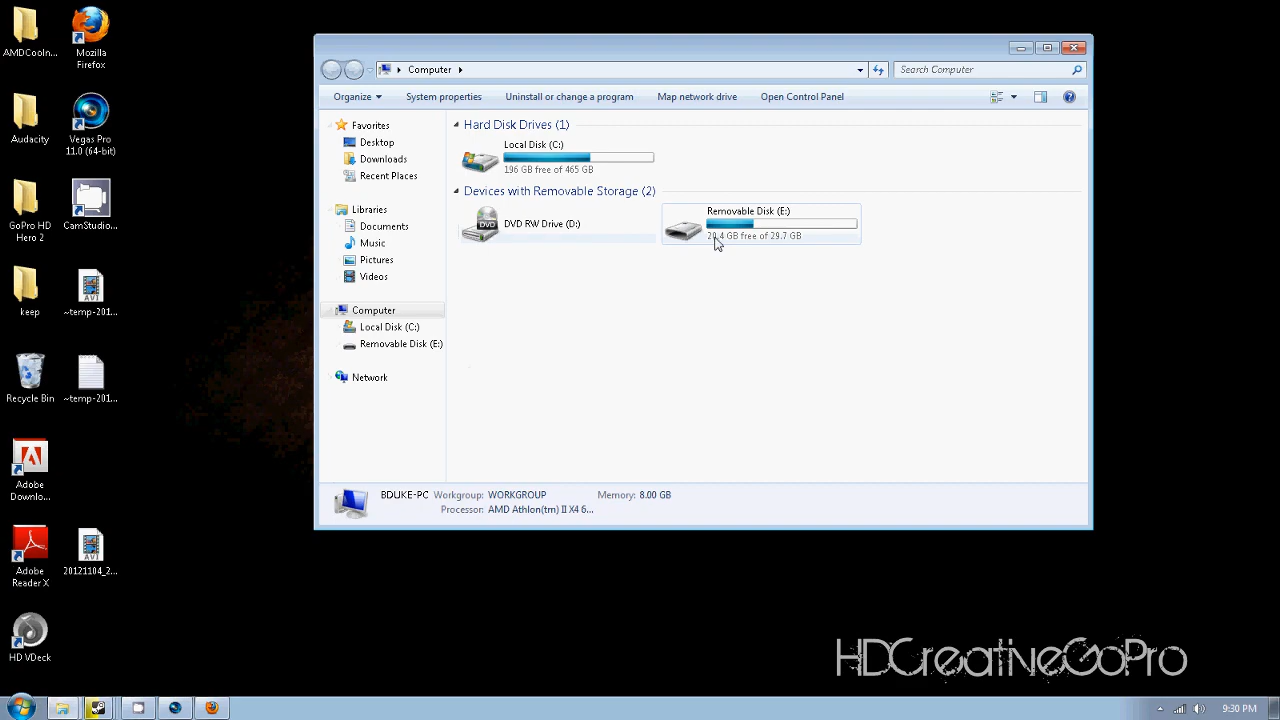 AMDCooIn...
Mozilla
Firefox
Audacity
Vegas Pro
11.0 (64-bit)
GoPro HD
Hero 2
CamStudio...
keep
~temp-201...
Recycle Bin
~temp-201...
Adobe
Downlo...
Adobe
Reader X
20121104_2...
HD VDeck
Computer
Search Computer
Organize
System properties
Uninstall or change a program
Map network drive
Open Control Panel
Favorites
Desktop
Downloads
Recent Places
Libraries
Documents
Music
Pictures
Videos
Computer
Local Disk (C:)
Removable Disk (E:)
Network
Hard Disk Drives (1)
Local Disk (C:)
196 GB free of 465 GB
Devices with Removable Storage (2)
DVD
DVD RW Drive (D:)
Removable Disk (E:)
20.4 GB free of 29.7 GB
BDUKE-PC Workgroup: WORKGROUP Memory: 8.00 GB
Processor: AMD Athlon(tm) II X4 6...
HDCreativeGoPro
9:30 PM